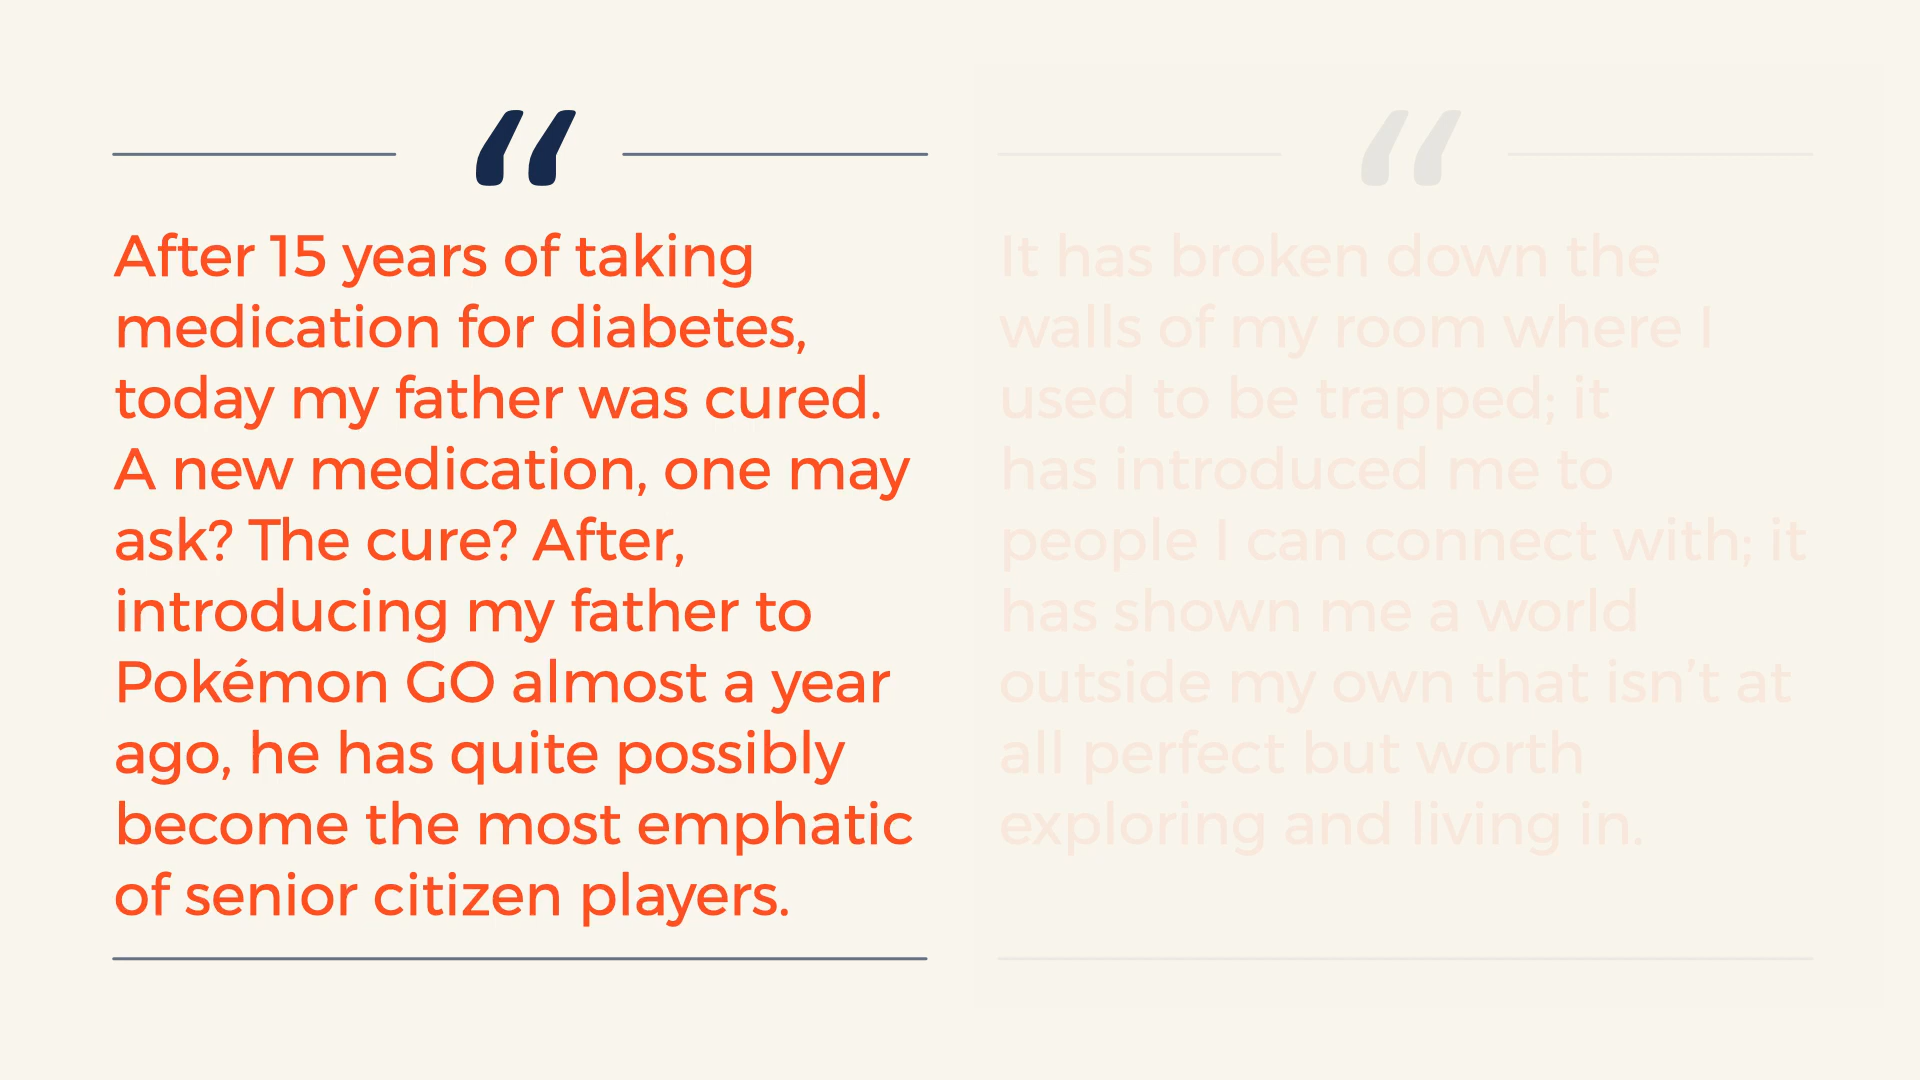 “
After 15 years of taking
medication for diabetes,
today my father was cured.
A new medication, one may
ask? The cure? After,
introducing my father to
Pokémon GO almost a year
ago, he has quite possibly
become the most emphatic
of senior citizen players.
“
It has broken down the
walls of my room where I
used to be trapped; it
has introduced me to
people I can connect with; it
has shown me a world
outside my own that isn’t at
all perfect but worth
exploring and living in.